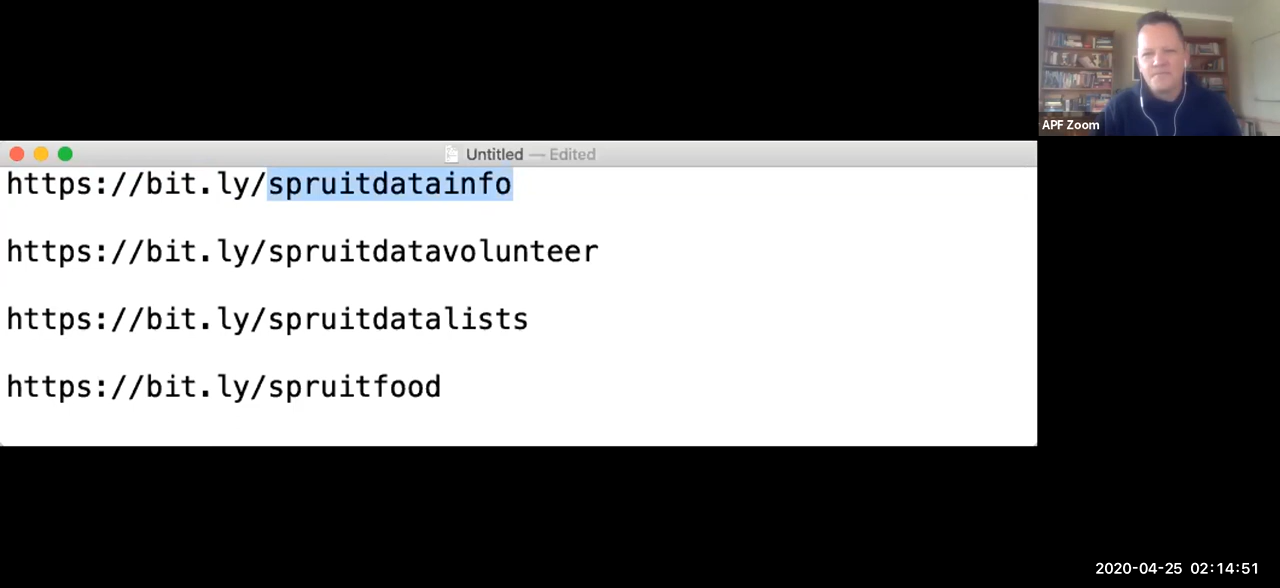 APF Zoom
Untitled — Edited
https://bit.ly/spruitdatainfo
https://bit.ly/spruitdatavolunteer
https://bit.ly/spruitdatalists
https://bit.ly/spruitfood
2020-04-25 02:14:51